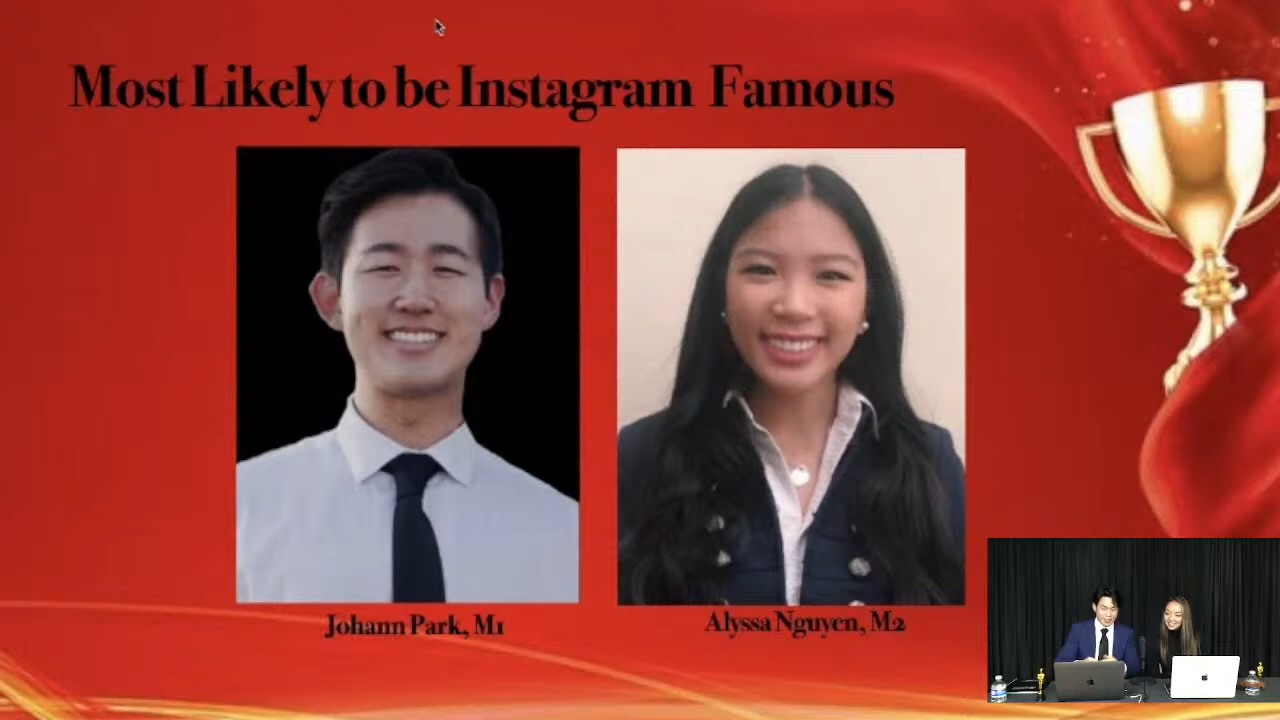 Most Likely to be Instagram Famous
Johann Park, M1
Alyssa Nguyen, M2